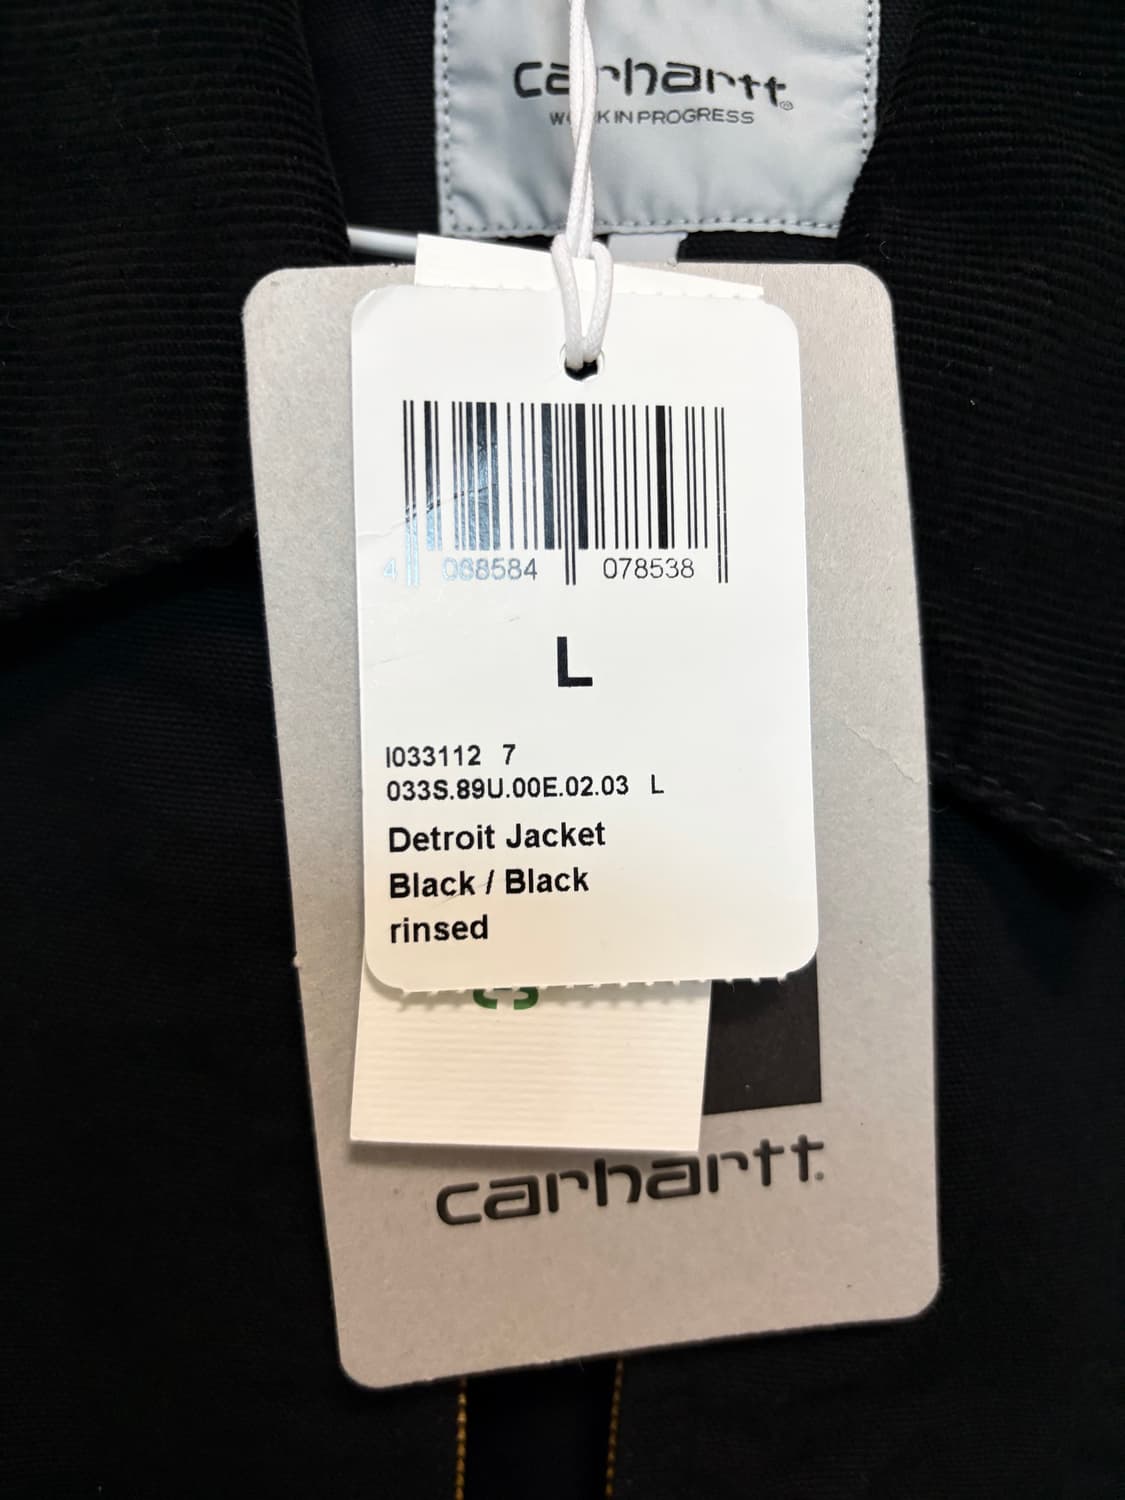 carhartt®
WORK IN PROGRESS
4 068584 078538
L
I033112 7
033S.89U.00E.02.03 L
Detroit Jacket
Black / Black
rinsed
carhartt.